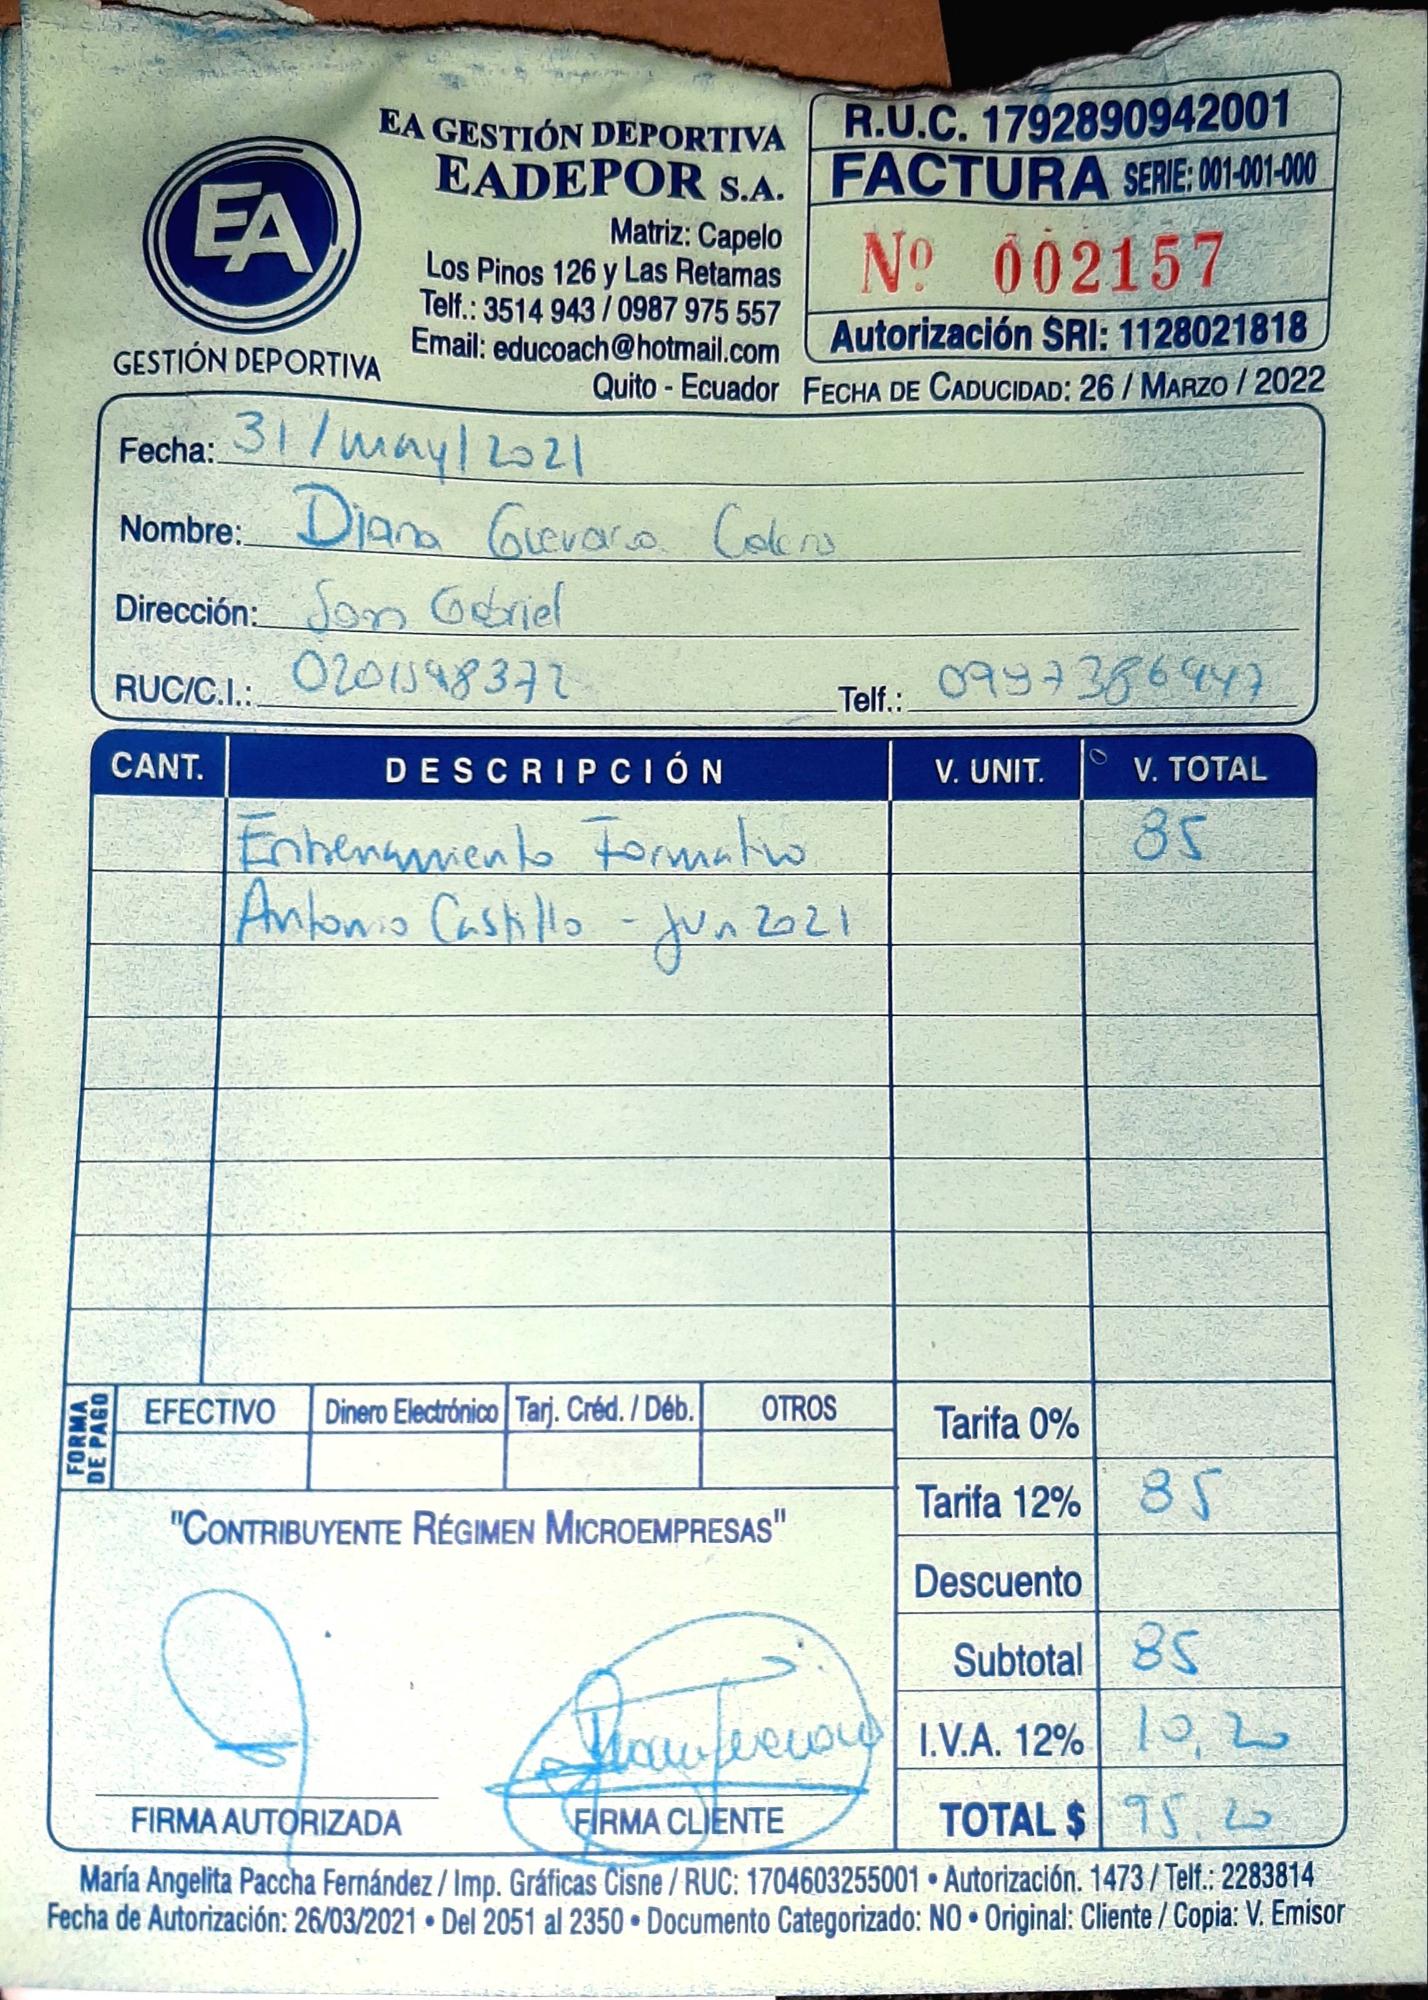 EA GESTIÓN DEPORTIVA
EADEPOR S.A.
Matriz: Capelo
Los Pinos 126 y Las Retamas
Telf.: 3514 943 / 0987 975 557
Email: educoach@hotmail.com
Quito - Ecuador
EA
GESTIÓN DEPORTIVA
R.U.C. 1792890942001
FACTURA SERIE: 001-001-000
Nº 002157
Autorización SRI: 1128021818
FECHA DE CADUCIDAD: 26 / MARZO / 2022
Fecha: 31/may/2021
Nombre: Diana Guevara
Dirección: San Gabriel
RUC/C.I.: 0201548372 Telf.:
CANT. DESCRIPCIÓN V. UNIT. V. TOTAL
Entrenamiento Formativo 85
Antonio Castillo - Jun 2021
FORMA DE PAGO EFECTIVO Dinero Electrónico Tarj. Créd. / Déb. OTROS
Tarifa 0%
Tarifa 12% 85
Descuento
Subtotal 85
I.V.A. 12% 10,20
TOTAL $ 95.20
"CONTRIBUYENTE RÉGIMEN MICROEMPRESAS"
FIRMA AUTORIZADA FIRMA CLIENTE
María Angelita Paccha Fernández / Imp. Gráficas Cisne / RUC: 1704603255001 • Autorización. 1473 / Telf.: 2283814
Fecha de Autorización: 26/03/2021 • Del 2051 al 2350 • Documento Categorizado: NO • Original: Cliente / Copia: V. Emisor